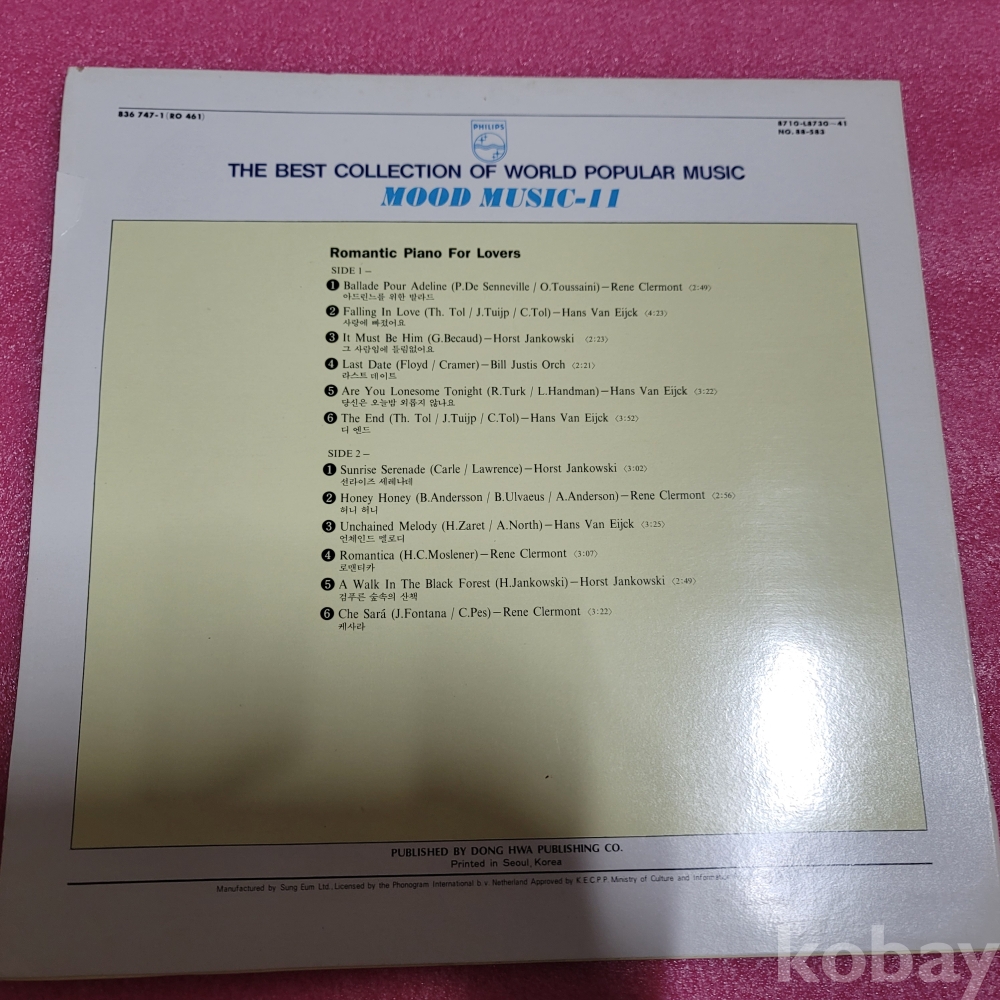 836 747-1 (RO 461)
8710-L8730-41
NO. 88-583
PHILIPS
THE BEST COLLECTION OF WORLD POPULAR MUSIC
MOOD MUSIC-11
Romantic Piano For Lovers
SIDE 1 –
❶ Ballade Pour Adeline (P.De Senneville / O.Toussaini) – Rene Clermont 〈2:49〉
아드린느를 위한 발라드
❷ Falling In Love (Th. Tol / J.Tuijp / C.Tol) – Hans Van Eijck 〈4:23〉
사랑에 빠졌어요
❸ It Must Be Him (G.Becaud) – Horst Jankowski 〈2:23〉
그 사람임에 틀림없어요
❹ Last Date (Floyd / Cramer) – Bill Justis Orch 〈2:21〉
라스트 데이트
❺ Are You Lonesome Tonight (R.Turk / L.Handman) – Hans Van Eijck 〈3:22〉
당신은 오늘밤 외롭지 않나요
❻ The End (Th. Tol / J.Tuijp / C.Tol) – Hans Van Eijck 〈3:52〉
디 엔드
SIDE 2 –
❶ Sunrise Serenade (Carle / Lawrence) – Horst Jankowski 〈3:02〉
선라이즈 세레나데
❷ Honey Honey (B.Andersson / B.Ulvaeus / A.Anderson) – Rene Clermont 〈2:56〉
허니 허니
❸ Unchained Melody (H.Zaret / A.North) – Hans Van Eijck 〈3:25〉
언체인드 멜로디
❹ Romantica (H.C.Moslener) – Rene Clermont 〈3:07〉
로맨티카
❺ A Walk In The Black Forest (H.Jankowski) – Horst Jankowski 〈2:49〉
검푸른 숲속의 산책
❻ Che Sará (J.Fontana / C.Pes) – Rene Clermont 〈3:22〉
케사라
PUBLISHED BY DONG HWA PUBLISHING CO.
Printed in Seoul, Korea
Manufactured by Sung Eum Ltd., Licensed by the Phonogram International b.v. Netherland Approved by K.E.C.P.P. Ministry of Culture and
kobay